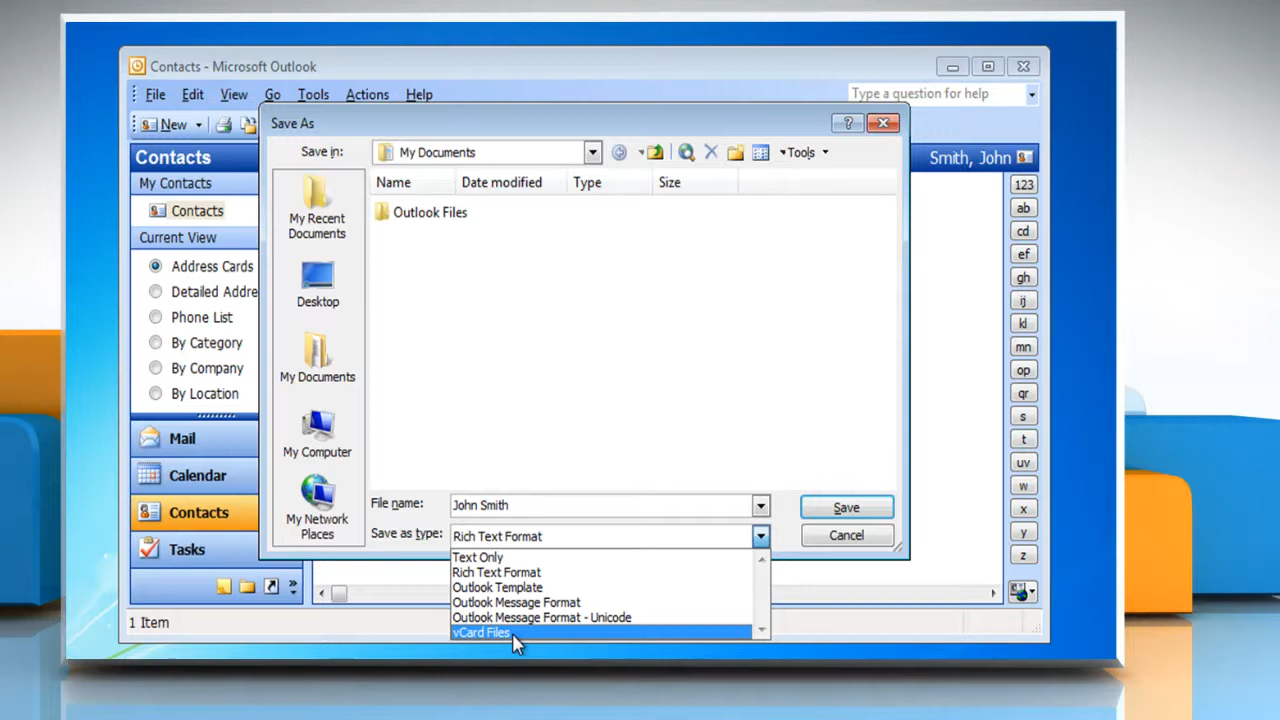 Contacts - Microsoft Outlook
File Edit View Go Tools Actions Help
Type a question for help
New
Save As
Contacts
Smith, John
Save in: My Documents
Tools
My Contacts
Name Date modified Type Size
Contacts
Outlook Files
My Recent
Documents
Current View
Address Cards
Detailed Addre
Phone List
By Category
By Company
By Location
Desktop
My Documents
My Computer
My Network
Places
123
ab
cd
ef
gh
ij
kl
mn
op
qr
s
t
uv
w
x
y
z
Mail
Calendar
Contacts
Tasks
File name: John Smith
Save
Save as type: Rich Text Format
Cancel
Text Only
Rich Text Format
Outlook Template
Outlook Message Format
Outlook Message Format - Unicode
vCard Files
1 Item